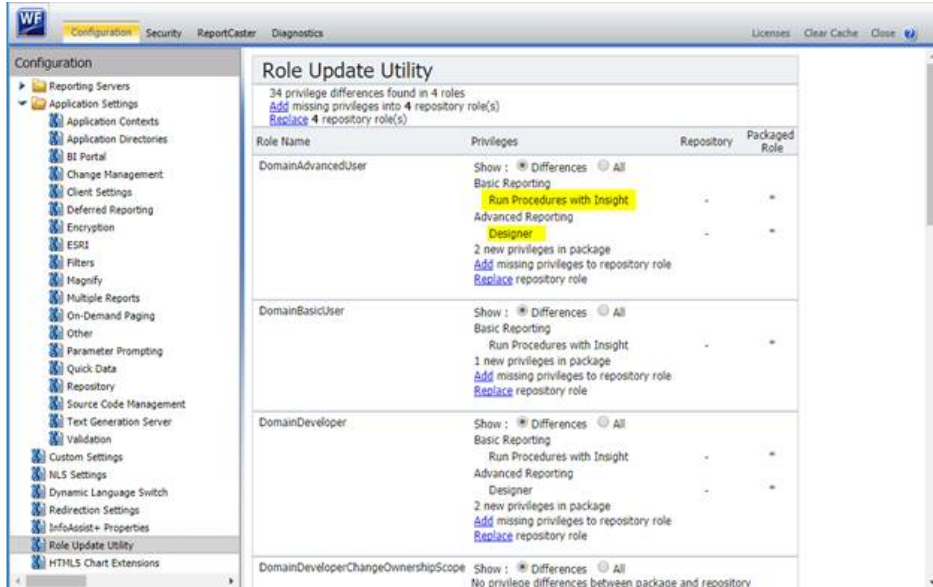 WF
Configuration Security ReportCaster Diagnostics
Licenses Clear Cache Close ?
Configuration
Reporting Servers
Application Settings
Application Contexts
Application Directories
BI Portal
Change Management
Client Settings
Deferred Reporting
Encryption
ESRI
Filters
Magnify
Multiple Reports
On-Demand Paging
Other
Parameter Prompting
Quick Data
Repository
Source Code Management
Text Generation Server
Validation
Custom Settings
NLS Settings
Dynamic Language Switch
Redirection Settings
InfoAssist+ Properties
Role Update Utility
HTML5 Chart Extensions
Role Update Utility
34 privilege differences found in 4 roles
Add missing privileges into 4 repository role(s)
Replace 4 repository role(s)
Role Name Privileges Repository Packaged Role
DomainAdvancedUser Show : Differences All
Basic Reporting
Run Procedures with Insight - *
Advanced Reporting
Designer - *
2 new privileges in package
Add missing privileges to repository role
Replace repository role
DomainBasicUser Show : Differences All
Basic Reporting
Run Procedures with Insight - *
1 new privileges in package
Add missing privileges to repository role
Replace repository role
DomainDeveloper Show : Differences All
Basic Reporting
Run Procedures with Insight - *
Advanced Reporting
Designer - *
2 new privileges in package
Add missing privileges to repository role
Replace repository role
DomainDeveloperChangeOwnershipScope Show : Differences All
No privilege differences between package and repository